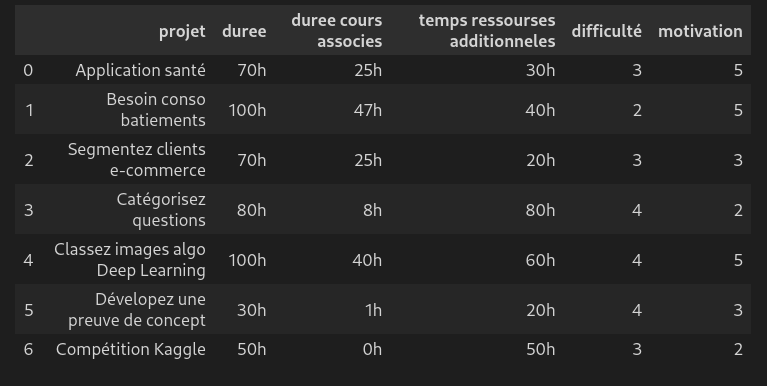 projet duree duree cours associes temps ressourses additionneles difficulté motivation
0 Application santé 70h 25h 30h 3 5
1 Besoin conso batiements 100h 47h 40h 2 5
2 Segmentez clients e-commerce 70h 25h 20h 3 3
3 Catégorisez questions 80h 8h 80h 4 2
4 Classez images algo Deep Learning 100h 40h 60h 4 5
5 Dévelopez une preuve de concept 30h 1h 20h 4 3
6 Compétition Kaggle 50h 0h 50h 3 2